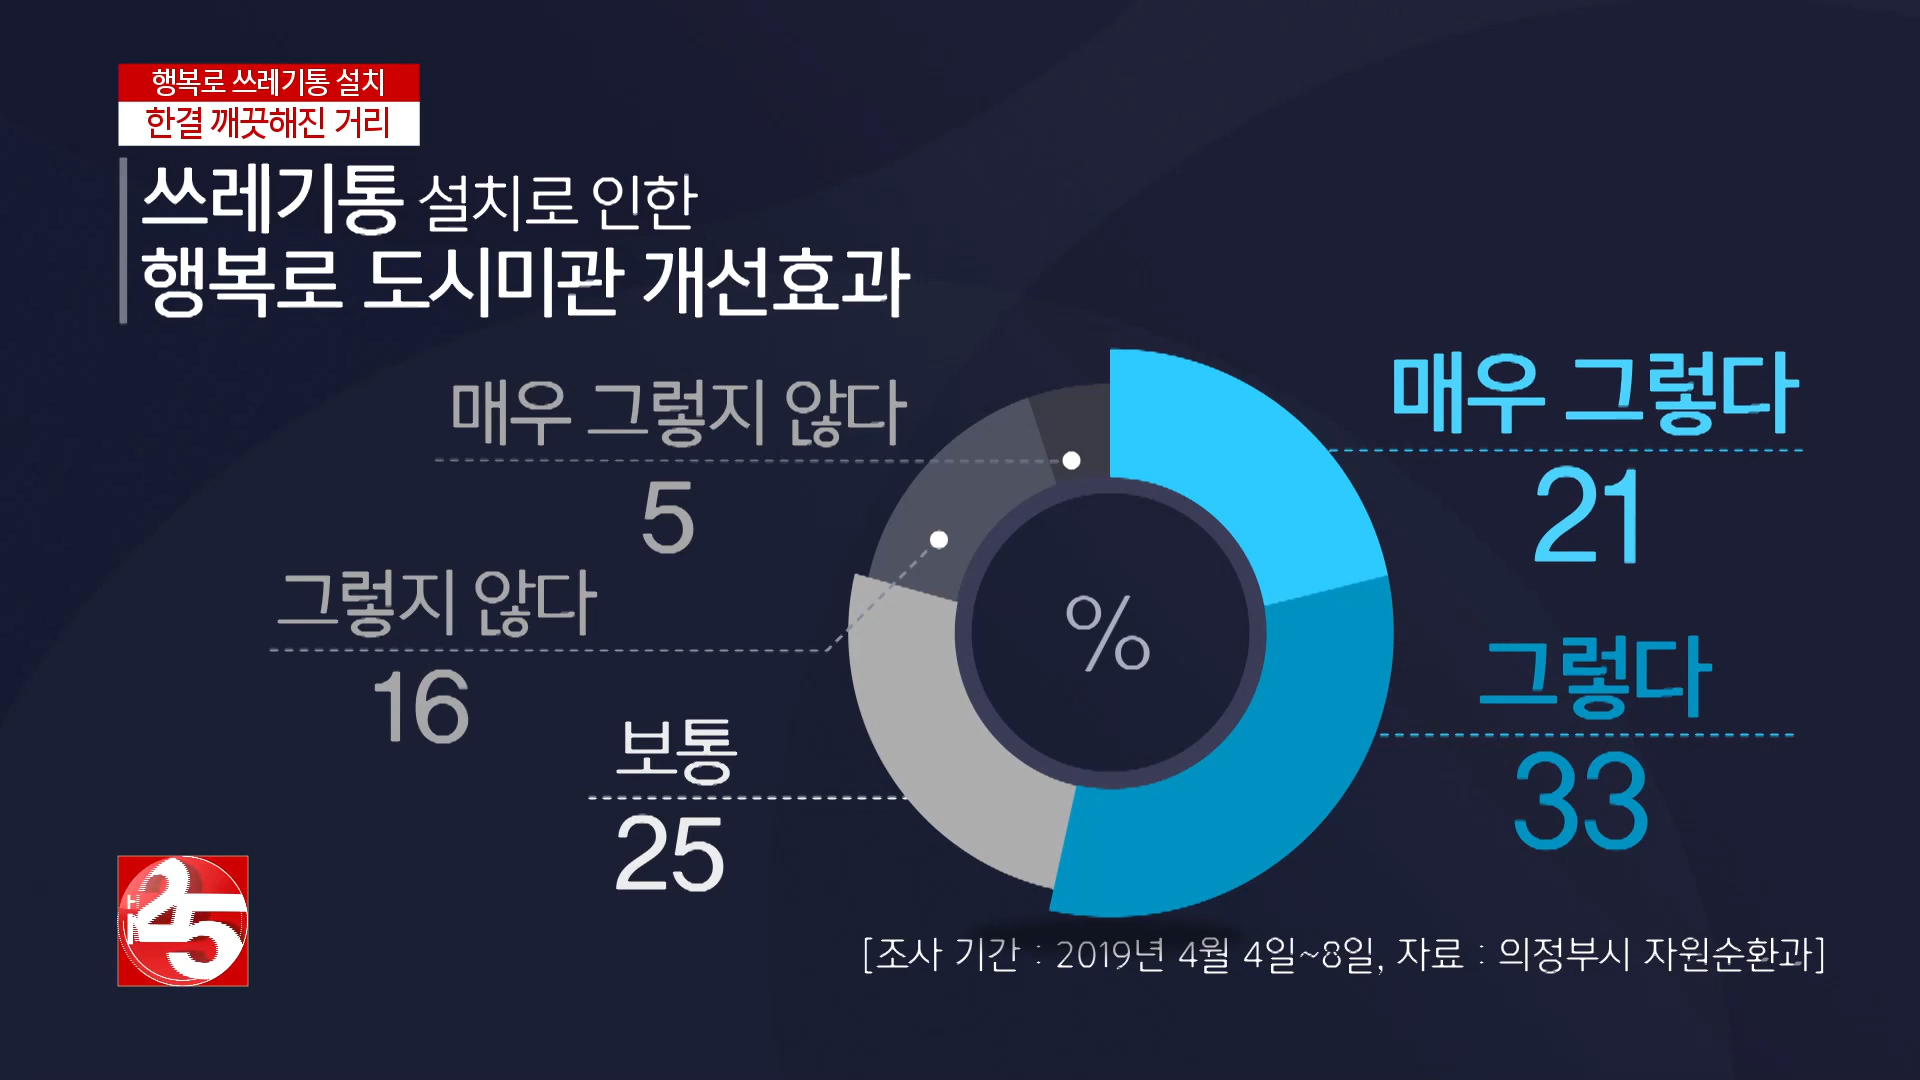 행복로 쓰레기통 설치
한결 깨끗해진 거리
쓰레기통 설치로 인한
행복로 도시미관 개선효과
매우 그렇지 않다
5
그렇지 않다
16
보통
25
%
매우 그렇다
21
그렇다
33
25
[조사 기간 : 2019년 4월 4일~8일, 자료 : 의정부시 자원순환과]